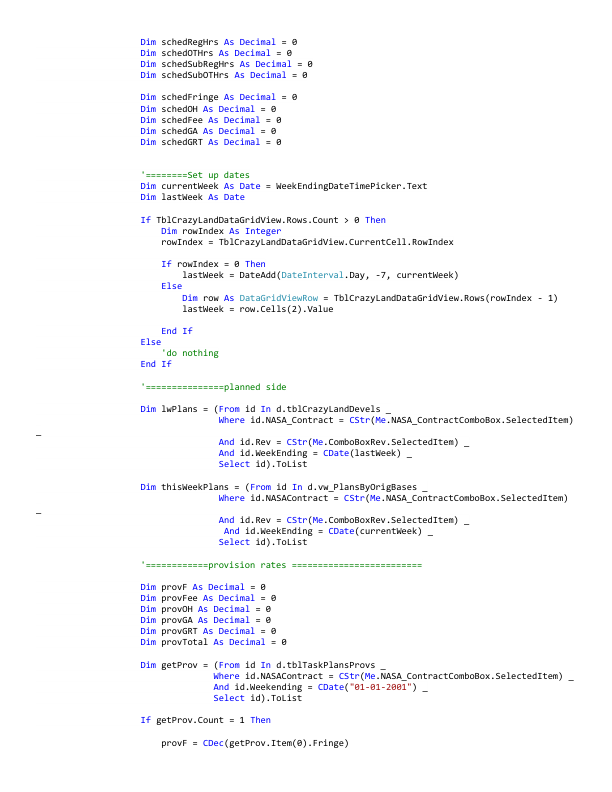 Dim schedRegHrs As Decimal = 0
Dim schedOTHrs As Decimal = 0
Dim schedSubRegHrs As Decimal = 0
Dim schedSubOTHrs As Decimal = 0
Dim schedFringe As Decimal = 0
Dim schedOH As Decimal = 0
Dim schedFee As Decimal = 0
Dim schedGA As Decimal = 0
Dim schedGRT As Decimal = 0
'========Set up dates
Dim currentWeek As Date = WeekEndingDateTimePicker.Text
Dim lastWeek As Date
If TblCrazyLandDataGridView.Rows.Count > 0 Then
Dim rowIndex As Integer
rowIndex = TblCrazyLandDataGridView.CurrentCell.RowIndex
If rowIndex = 0 Then
lastWeek = DateAdd(DateInterval.Day, -7, currentWeek)
Else
Dim row As DataGridViewRow = TblCrazyLandDataGridView.Rows(rowIndex - 1)
lastWeek = row.Cells(2).Value
End If
Else
'do nothing
End If
'===============planned side
Dim lwPlans = (From id In d.tblCrazyLandDevels _
Where id.NASA_Contract = CStr(Me.NASA_ContractComboBox.SelectedItem)
_
And id.Rev = CStr(Me.ComboBoxRev.SelectedItem) _
And id.WeekEnding = CDate(lastWeek) _
Select id).ToList
Dim thisWeekPlans = (From id In d.vw_PlansByOrigBases _
Where id.NASAContract = CStr(Me.NASA_ContractComboBox.SelectedItem)
_
And id.Rev = CStr(Me.ComboBoxRev.SelectedItem) _
And id.WeekEnding = CDate(currentWeek) _
Select id).ToList
'============provision rates =========================
Dim provF As Decimal = 0
Dim provFee As Decimal = 0
Dim provOH As Decimal = 0
Dim provGA As Decimal = 0
Dim provGRT As Decimal = 0
Dim provTotal As Decimal = 0
Dim getProv = (From id In d.tblTaskPlansProvs _
Where id.NASAContract = CStr(Me.NASA_ContractComboBox.SelectedItem) _
And id.Weekending = CDate("01-01-2001") _
Select id).ToList
If getProv.Count = 1 Then
provF = CDec(getProv.Item(0).Fringe)